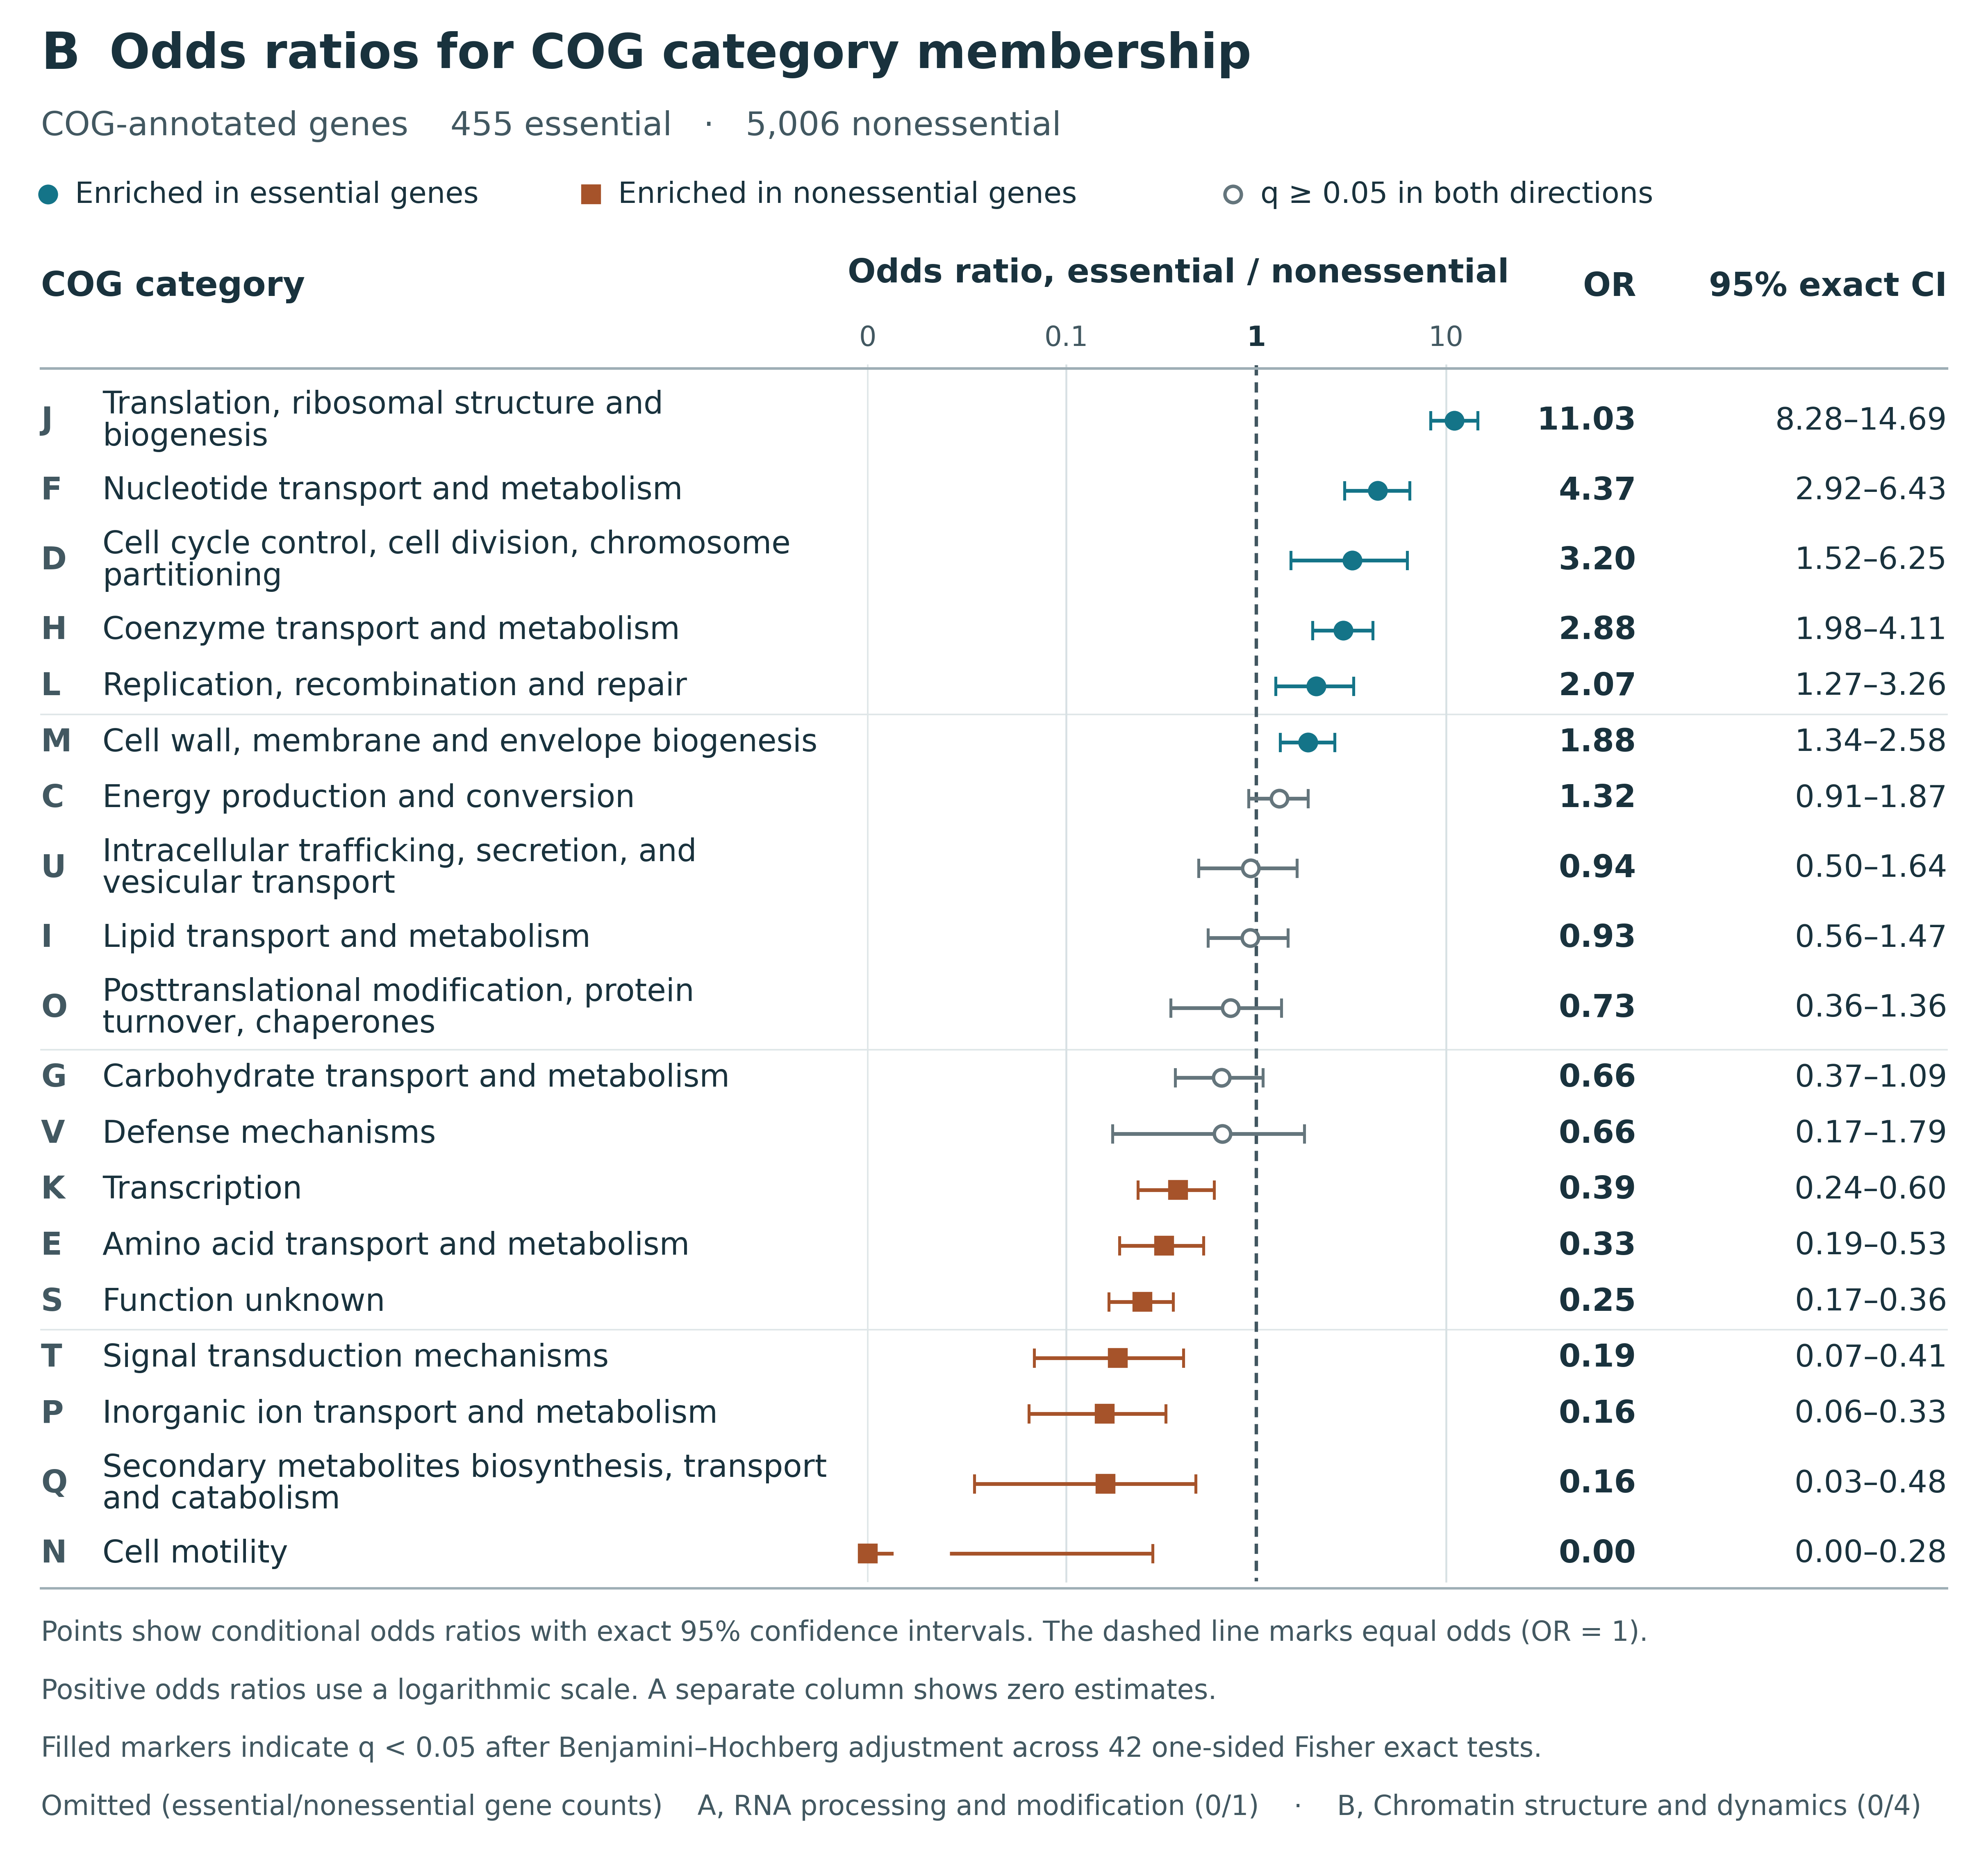 B Odds ratios for COG category membership
COG-annotated genes 455 essential · 5,006 nonessential
Enriched in essential genes Enriched in nonessential genes q ≥ 0.05 in both directions
COG category Odds ratio, essential / nonessential OR 95% exact CI
0 0.1 1 10
J Translation, ribosomal structure and
biogenesis 11.03 8.28–14.69
F Nucleotide transport and metabolism 4.37 2.92–6.43
D Cell cycle control, cell division, chromosome
partitioning 3.20 1.52–6.25
H Coenzyme transport and metabolism 2.88 1.98–4.11
L Replication, recombination and repair 2.07 1.27–3.26
M Cell wall, membrane and envelope biogenesis 1.88 1.34–2.58
C Energy production and conversion 1.32 0.91–1.87
U Intracellular trafficking, secretion, and
vesicular transport 0.94 0.50–1.64
I Lipid transport and metabolism 0.93 0.56–1.47
O Posttranslational modification, protein
turnover, chaperones 0.73 0.36–1.36
G Carbohydrate transport and metabolism 0.66 0.37–1.09
V Defense mechanisms 0.66 0.17–1.79
K Transcription 0.39 0.24–0.60
E Amino acid transport and metabolism 0.33 0.19–0.53
S Function unknown 0.25 0.17–0.36
T Signal transduction mechanisms 0.19 0.07–0.41
P Inorganic ion transport and metabolism 0.16 0.06–0.33
Q Secondary metabolites biosynthesis, transport
and catabolism 0.16 0.03–0.48
N Cell motility 0.00 0.00–0.28
Points show conditional odds ratios with exact 95% confidence intervals. The dashed line marks equal odds (OR = 1).
Positive odds ratios use a logarithmic scale. A separate column shows zero estimates.
Filled markers indicate q < 0.05 after Benjamini–Hochberg adjustment across 42 one-sided Fisher exact tests.
Omitted (essential/nonessential gene counts) A, RNA processing and modification (0/1) · B, Chromatin structure and dynamics (0/4)